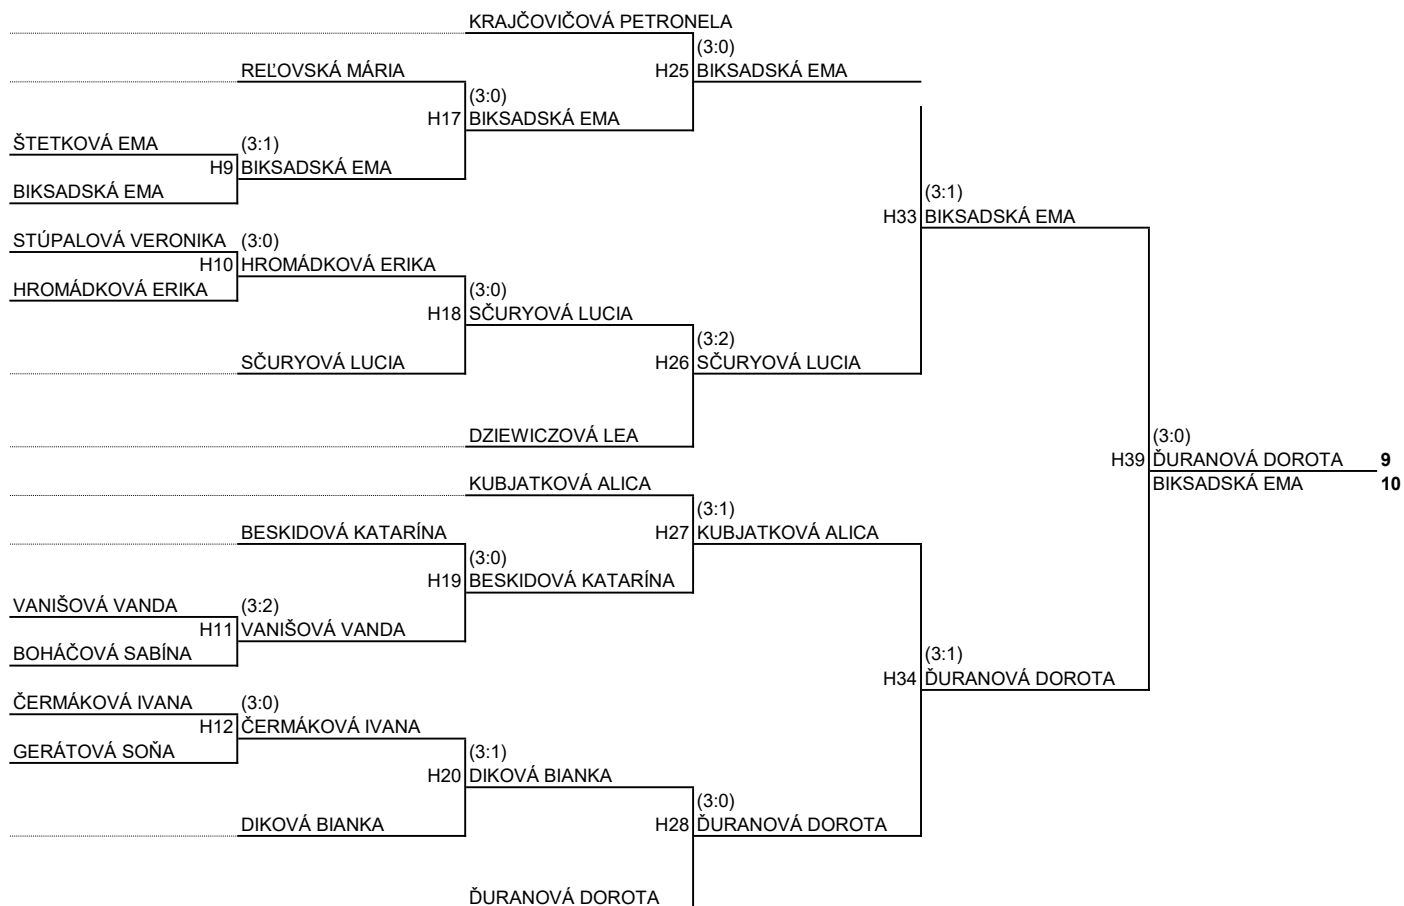 KRAJČOVIČOVÁ PETRONELA
(3:0)
REĽOVSKÁ MÁRIA
H25 BIKSADSKÁ EMA
(3:0)
H17 BIKSADSKÁ EMA
ŠTETKOVÁ EMA (3:1)
H9 BIKSADSKÁ EMA
BIKSADSKÁ EMA
(3:1)
H33 BIKSADSKÁ EMA
STÚPALOVÁ VERONIKA (3:0)
H10 HROMÁDKOVÁ ERIKA
HROMÁDKOVÁ ERIKA
(3:0)
H18 SČURYOVÁ LUCIA
(3:2)
SČURYOVÁ LUCIA
H26 SČURYOVÁ LUCIA
DZIEWICZOVÁ LEA
(3:0)
H39 ĎURANOVÁ DOROTA 9
BIKSADSKÁ EMA 10
KUBJATKOVÁ ALICA
(3:1)
BESKIDOVÁ KATARÍNA
H27 KUBJATKOVÁ ALICA
(3:0)
H19 BESKIDOVÁ KATARÍNA
VANIŠOVÁ VANDA (3:2)
H11 VANIŠOVÁ VANDA
BOHÁČOVÁ SABÍNA
(3:1)
H34 ĎURANOVÁ DOROTA
ČERMÁKOVÁ IVANA (3:0)
H12 ČERMÁKOVÁ IVANA
GERÁTOVÁ SOŇA
(3:1)
H20 DIKOVÁ BIANKA
(3:0)
DIKOVÁ BIANKA
H28 ĎURANOVÁ DOROTA
ĎURANOVÁ DOROTA